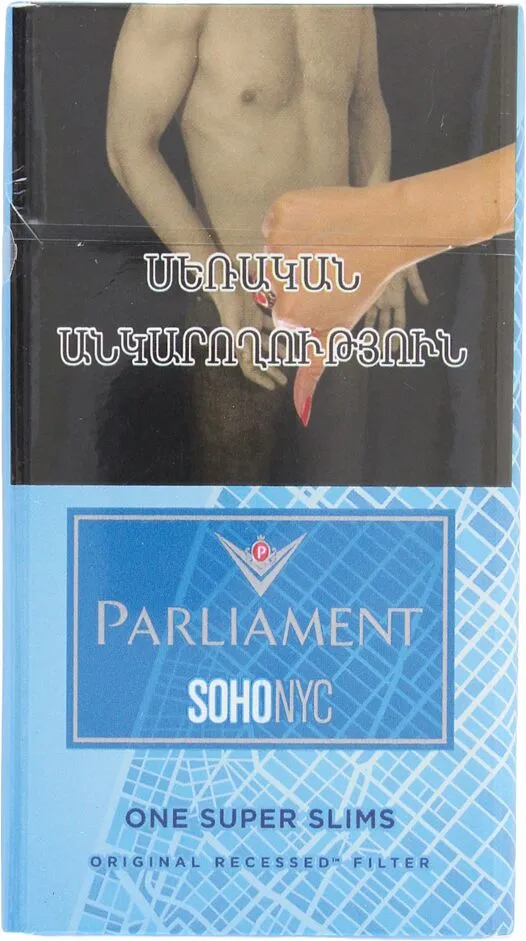 ՍԵՌԱԿԱՆ
ԱՆԿԱՐՈՂՈՒԹՅՈՒՆ
P
PARLIAMENT
SOHONYC
ONE SUPER SLIMS
ORIGINAL RECESSED™ FILTER